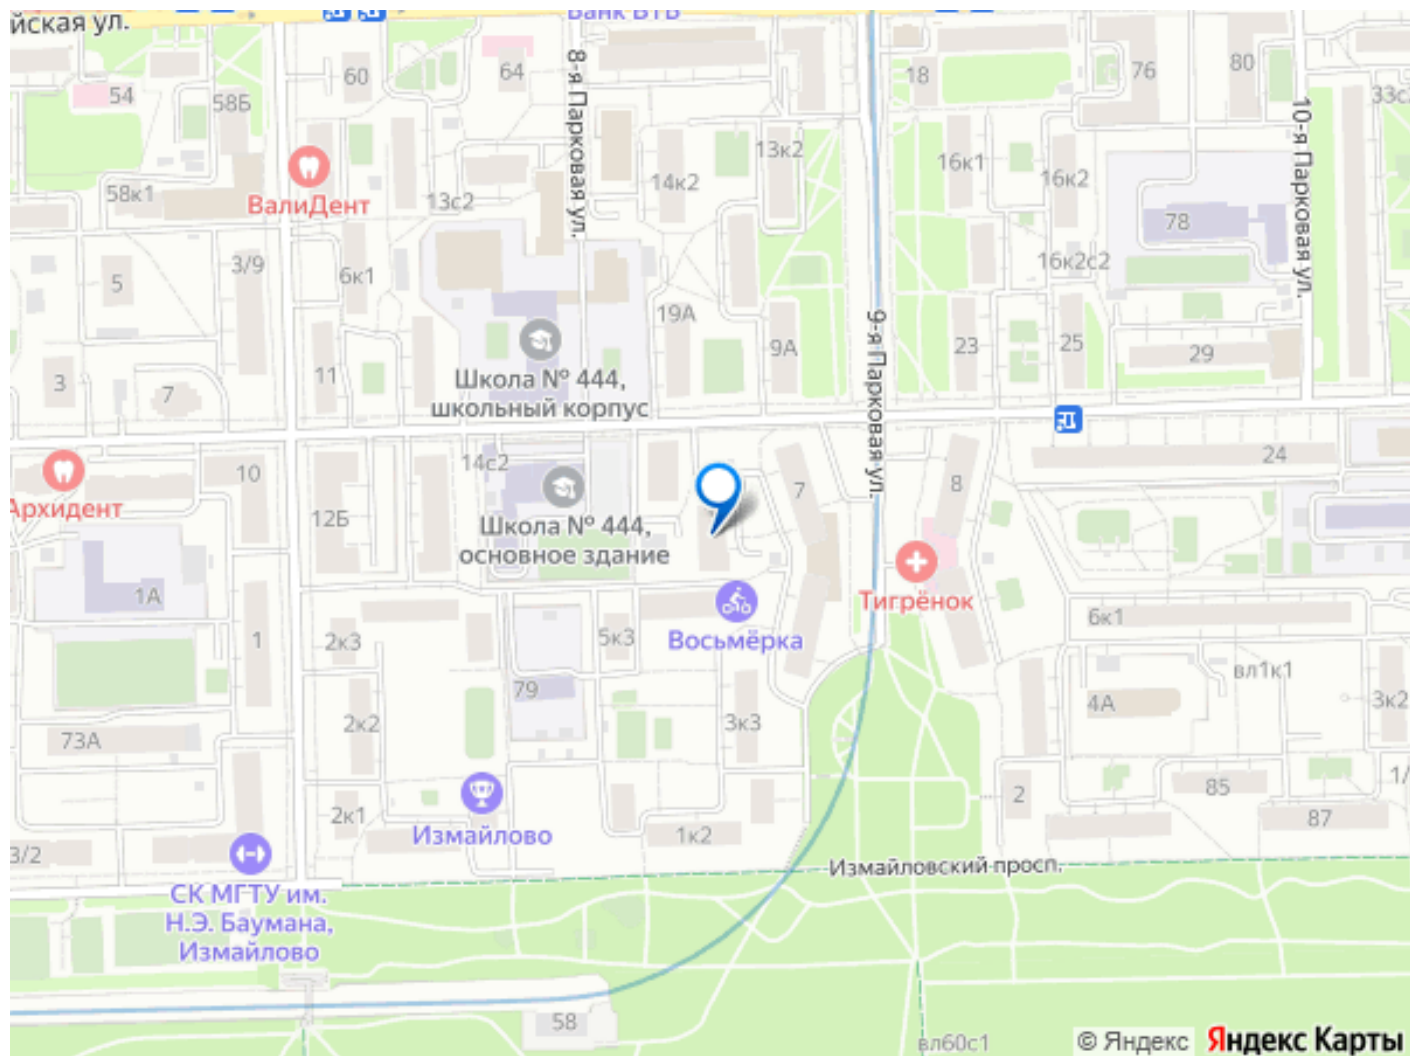 йская ул.
Банк ВТБ
60
64
54
58Б
18
76
80
33с
8-я Парковая ул.
10-я Парковая ул.
13к2
16к1
16к2
14к2
58к1
ВалиДент
13с2
78
3/9
6к1
5
16к2с2
19А
9А
23
25
29
9-я Парковая ул.
11
3
7
Школа № 444,
школьный корпус
14с2
10
24
7
8
Архидент
12Б
Школа № 444,
основное здание
1А
Тигрёнок
1
2к3
5к3
Восьмёрка
6к1
вл1к1
79
2к2
3к3
4А
3к2
73А
2
85
1/
2к1
Измайлово
1к2
87
3/2
Измайловский просп.
СК МГТУ им.
Н.Э. Баумана,
Измайлово
58
вл60с1
© Яндекс
Яндекс Карты